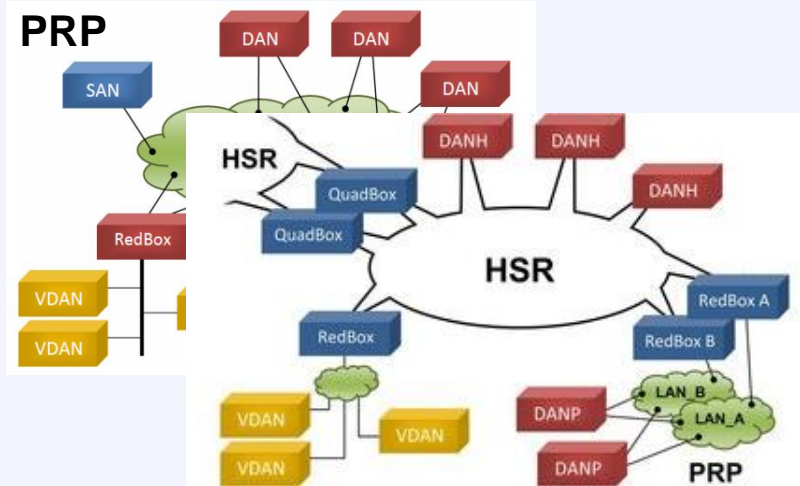 PRP
DAN
DAN
DAN
SAN
RedBox
VDAN
VDAN
HSR
DANH
DANH
DANH
QuadBox
QuadBox
HSR
RedBox A
RedBox B
RedBox
LAN_B
LAN_A
DANP
DANP
PRP
VDAN
VDAN
VDAN